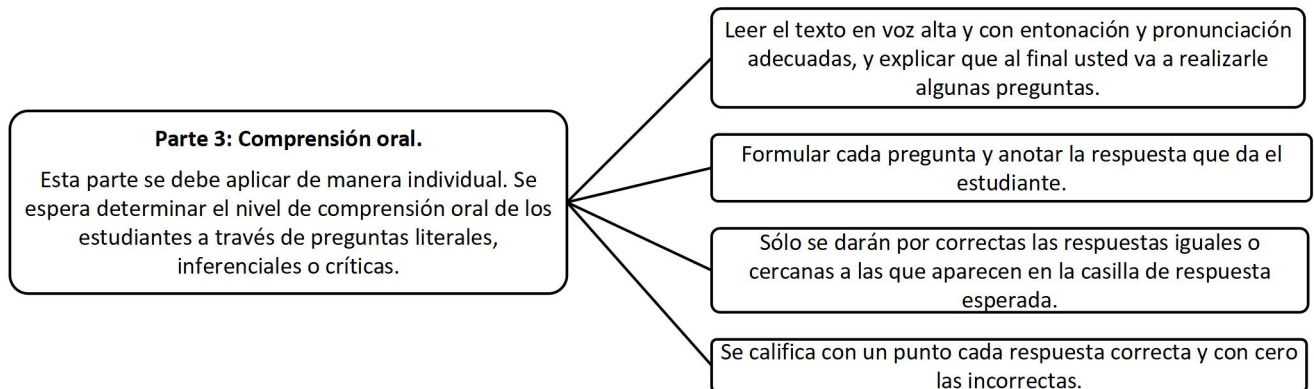 Parte 3: Comprensión oral.
Esta parte se debe aplicar de manera individual. Se
espera determinar el nivel de comprensión oral de los
estudiantes a través de preguntas literales,
inferenciales o críticas.
Leer el texto en voz alta y con entonación y pronunciación
adecuadas, y explicar que al final usted va a realizarle
algunas preguntas.
Formular cada pregunta y anotar la respuesta que da el
estudiante.
Sólo se darán por correctas las respuestas iguales o
cercanas a las que aparecen en la casilla de respuesta
esperada.
Se califica con un punto cada respuesta correcta y con cero
las incorrectas.